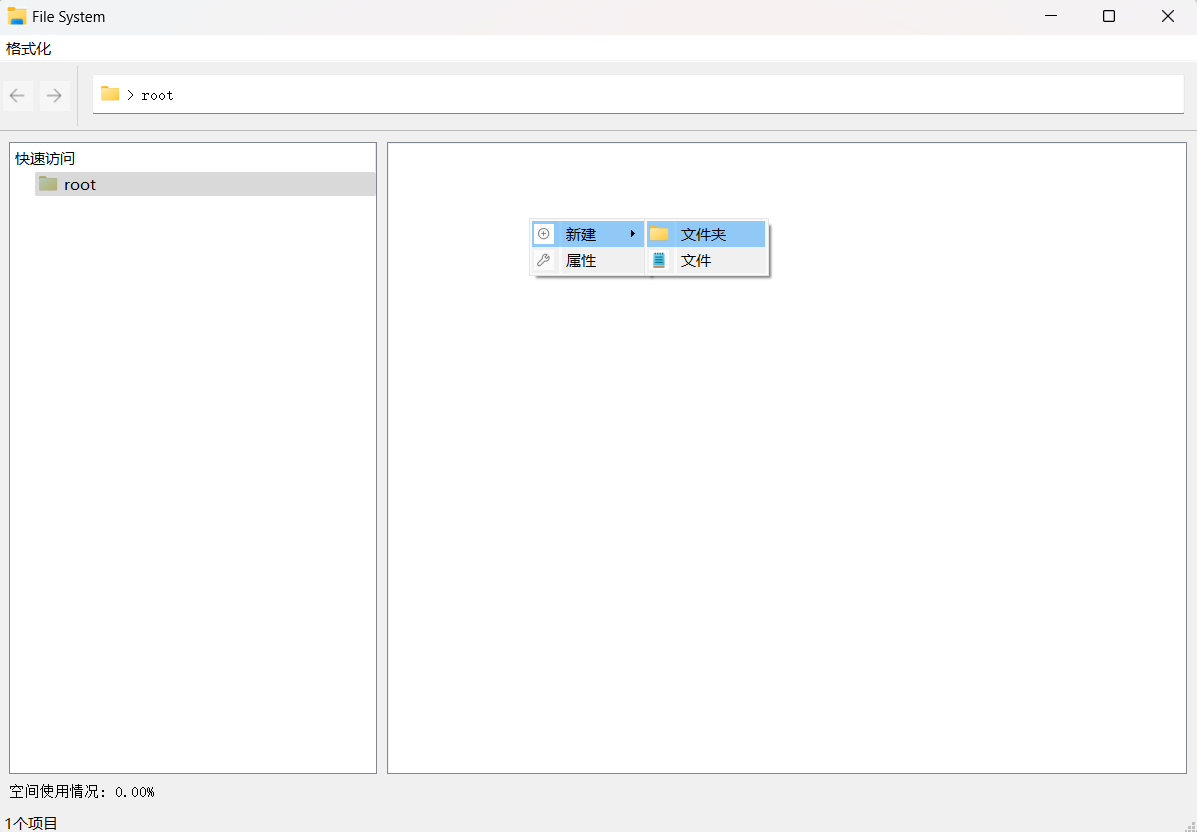 File System
格式化
root
快速访问
root
新建 文件夹
属性 文件
空间使用情况: 0.00%
1个项目